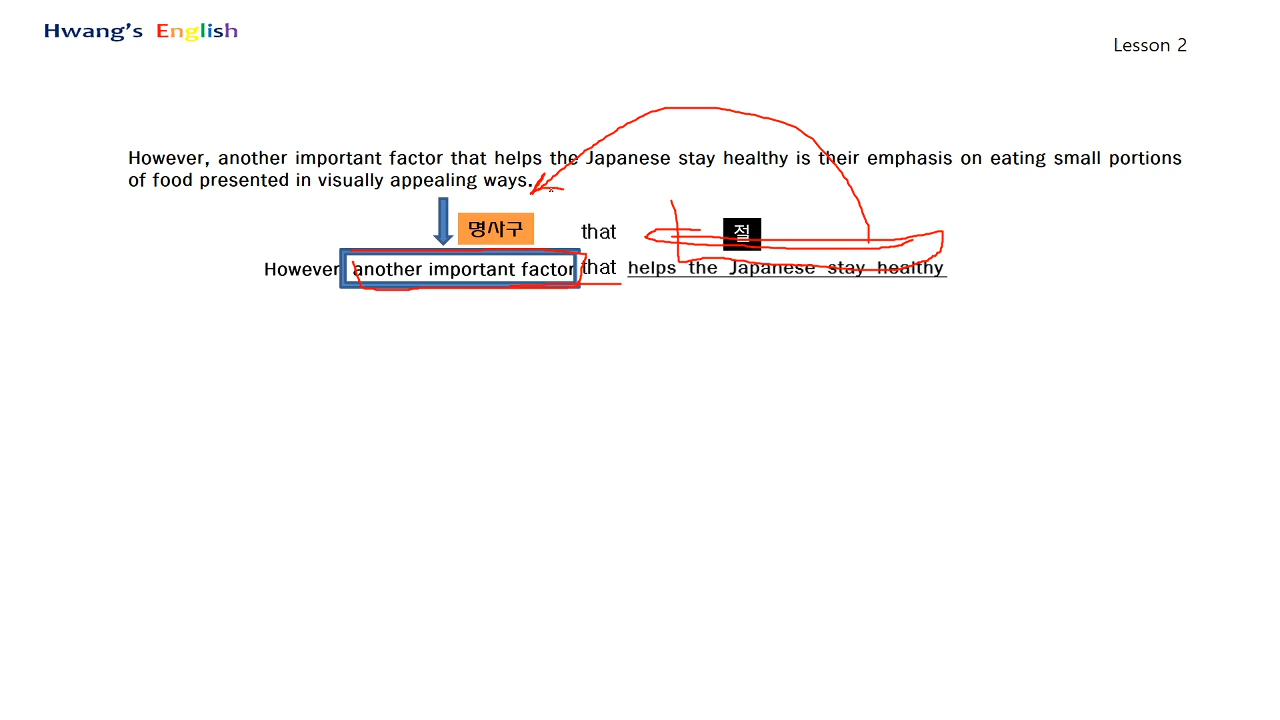 Hwang's English
Lesson 2
However, another important factor that helps the Japanese stay healthy is their emphasis on eating small portions
of food presented in visually appealing ways.
명사구 that 절
However another important factor that helps the Japanese stay healthy